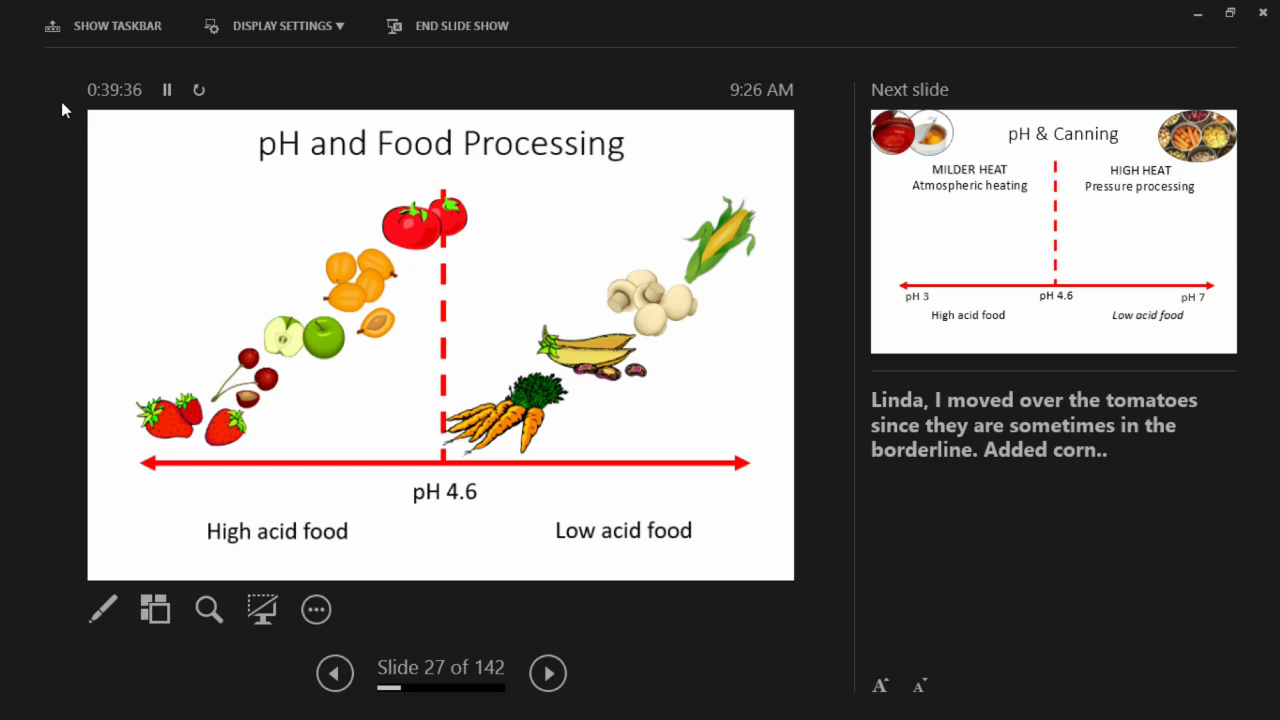 SHOW TASKBAR
DISPLAY SETTINGS ▼
END SLIDE SHOW
0:39:36
9:26 AM
pH and Food Processing
pH 4.6
High acid food
Low acid food
Slide 27 of 142
Next slide
pH & Canning
MILDER HEAT
Atmospheric heating
HIGH HEAT
Pressure processing
pH 3
pH 4.6
pH 7
High acid food
Low acid food
Linda, I moved over the tomatoes
since they are sometimes in the
borderline. Added corn..
A
A